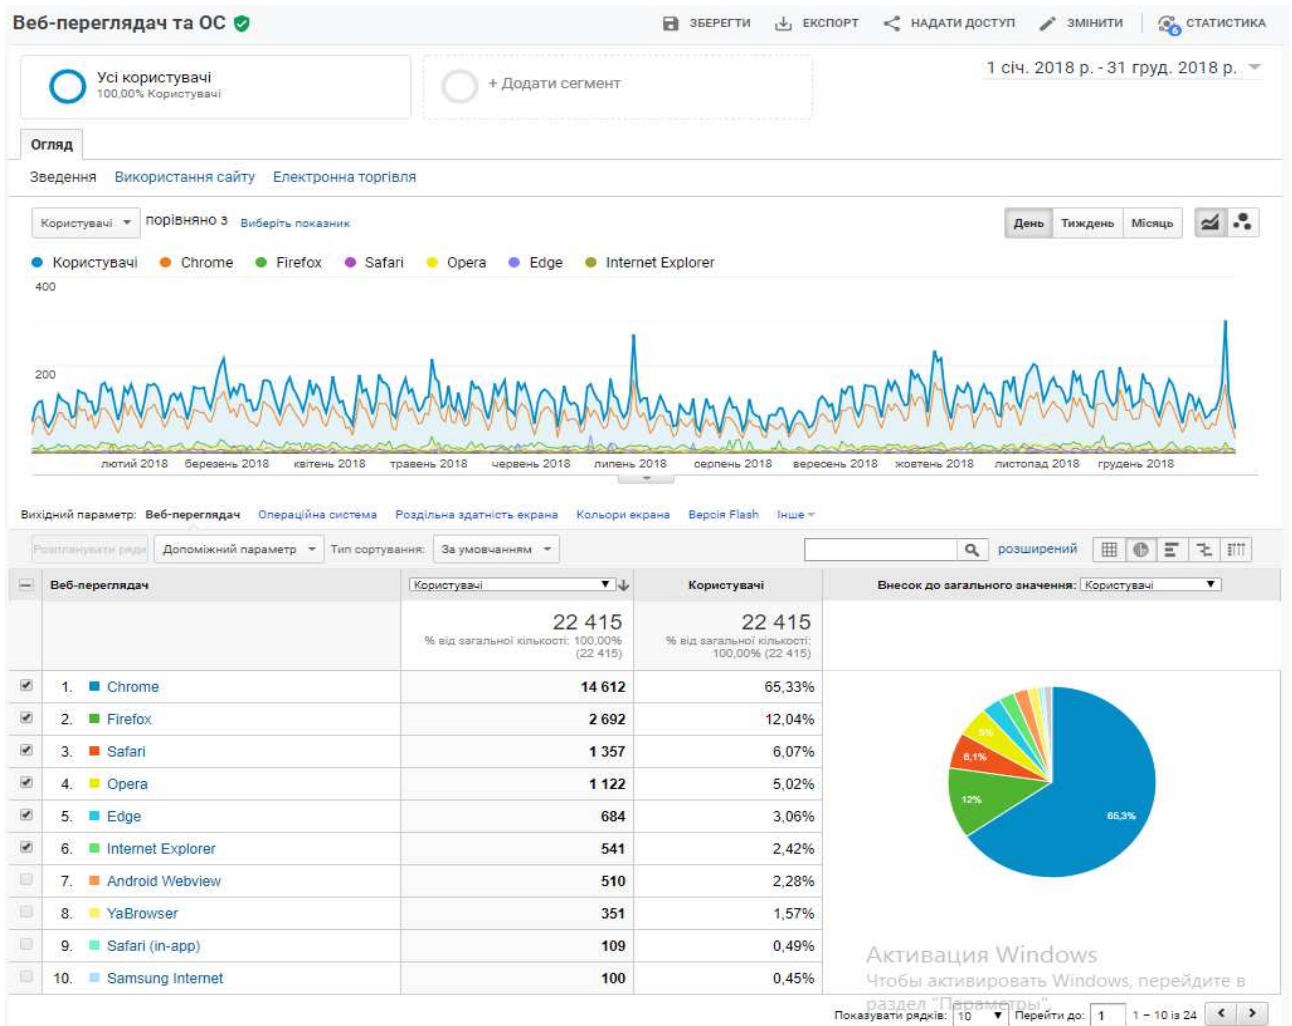 Веб-переглядач та ОС
ЗБЕРЕГТИ ЕКСПОРТ НАДАТИ ДОСТУП ЗМІНИТИ 6 СТАТИСТИКА
Усі користувачі
100,00% Користувачі
+ Додати сегмент
1 січ. 2018 р. - 31 груд. 2018 р.
Огляд
Зведення Використання сайту Електронна торгівля
Користувачі порівняно з Виберіть показник
День Тиждень Місяць
Користувачі Chrome Firefox Safari Opera Edge Internet Explorer
400
200
лютий 2018 березень 2018 квітень 2018 травень 2018 червень 2018 липень 2018 серпень 2018 вересень 2018 жовтень 2018 листопад 2018 грудень 2018
Вихідний параметр: Веб-переглядач Операційна система Роздільна здатність екрана Кольори екрана Версія Flash Інше
Розпланувати ряди Допоміжний параметр Тип сортування: За умовчанням розширений
Веб-переглядач Користувачі Користувачі Внесок до загального значення: Користувачі
22 415 22 415
% від загальної кількості: 100,00% (22 415) % від загальної кількості: 100,00% (22 415)
1. Chrome 14 612 65,33%
2. Firefox 2 692 12,04%
3. Safari 1 357 6,07%
4. Opera 1 122 5,02%
5. Edge 684 3,06%
6. Internet Explorer 541 2,42%
7. Android Webview 510 2,28%
8. YaBrowser 351 1,57%
9. Safari (in-app) 109 0,49%
10. Samsung Internet 100 0,45%
5%
6,1%
12%
65,3%
Активация Windows
Чтобы активировать Windows, перейдите в
раздел "Параметры".
Показувати рядків: 10 Перейти до: 1 1 – 10 із 24